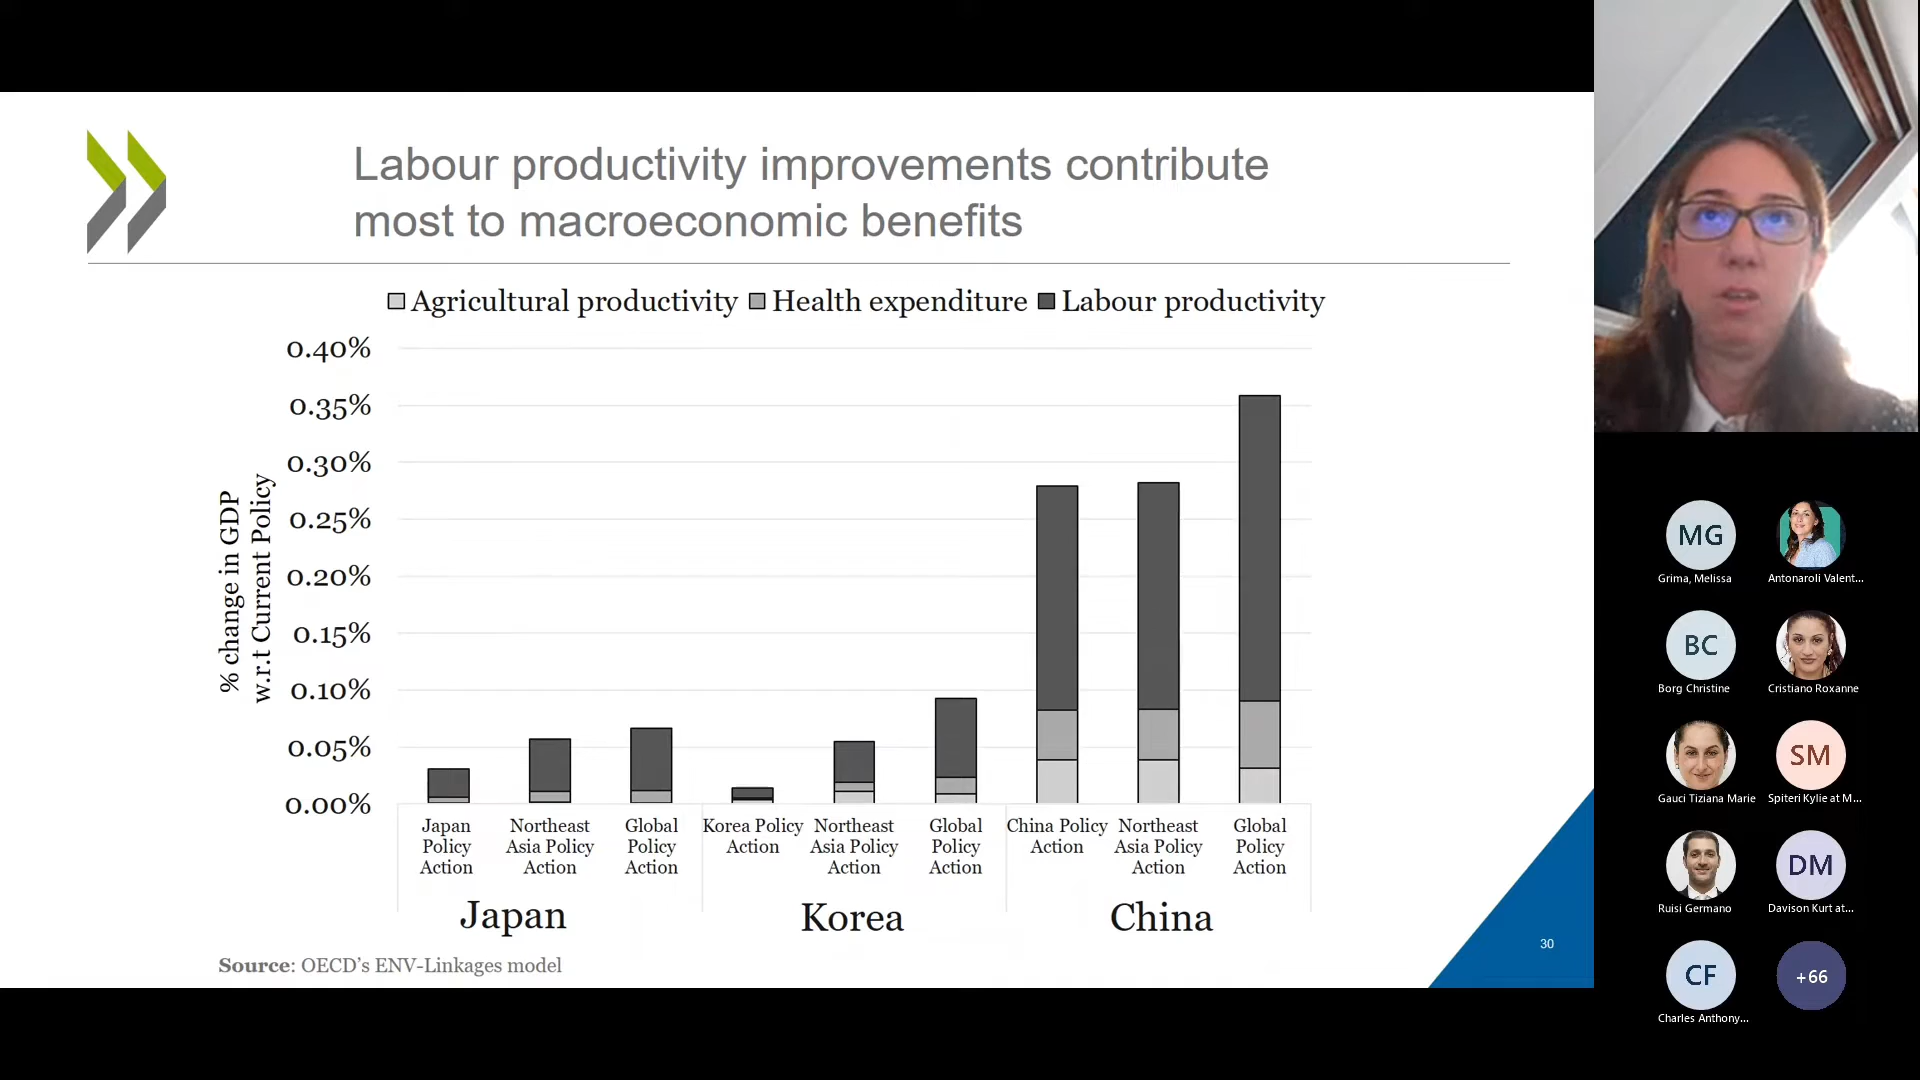 Labour productivity improvements contribute
most to macroeconomic benefits
Agricultural productivity Health expenditure Labour productivity
% change in GDP
w.r.t Current Policy
0.40%
0.35%
0.30%
0.25%
0.20%
0.15%
0.10%
0.05%
0.00%
Japan
Policy
Action
Northeast
Asia Policy
Action
Global
Policy
Action
Korea Policy
Action
Northeast
Asia Policy
Action
Global
Policy
Action
China Policy
Action
Northeast
Asia Policy
Action
Global
Policy
Action
Japan
Korea
China
Source: OECD's ENV-Linkages model
30
MG
Grima, Melissa
Antonaroli Valent...
BC
Borg Christine
Cristiano Roxanne
Gauci Tiziana Marie
SM
Spiteri Kylie at M...
Ruisi Germano
DM
Davison Kurt at...
CF
Charles Anthony...
+66